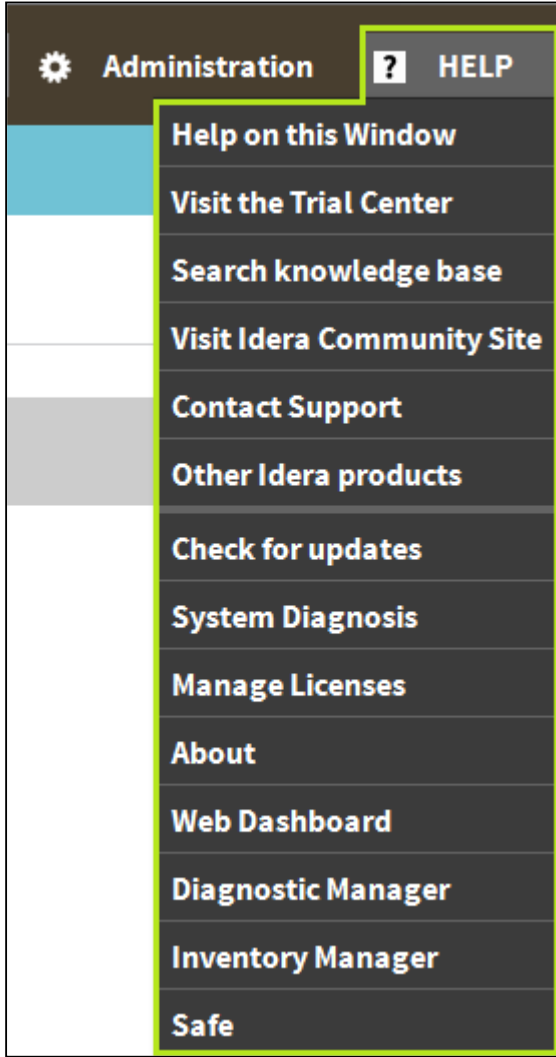 Administration ? HELP
Help on this Window
Visit the Trial Center
Search knowledge base
Visit Idera Community Site
Contact Support
Other Idera products
Check for updates
System Diagnosis
Manage Licenses
About
Web Dashboard
Diagnostic Manager
Inventory Manager
Safe